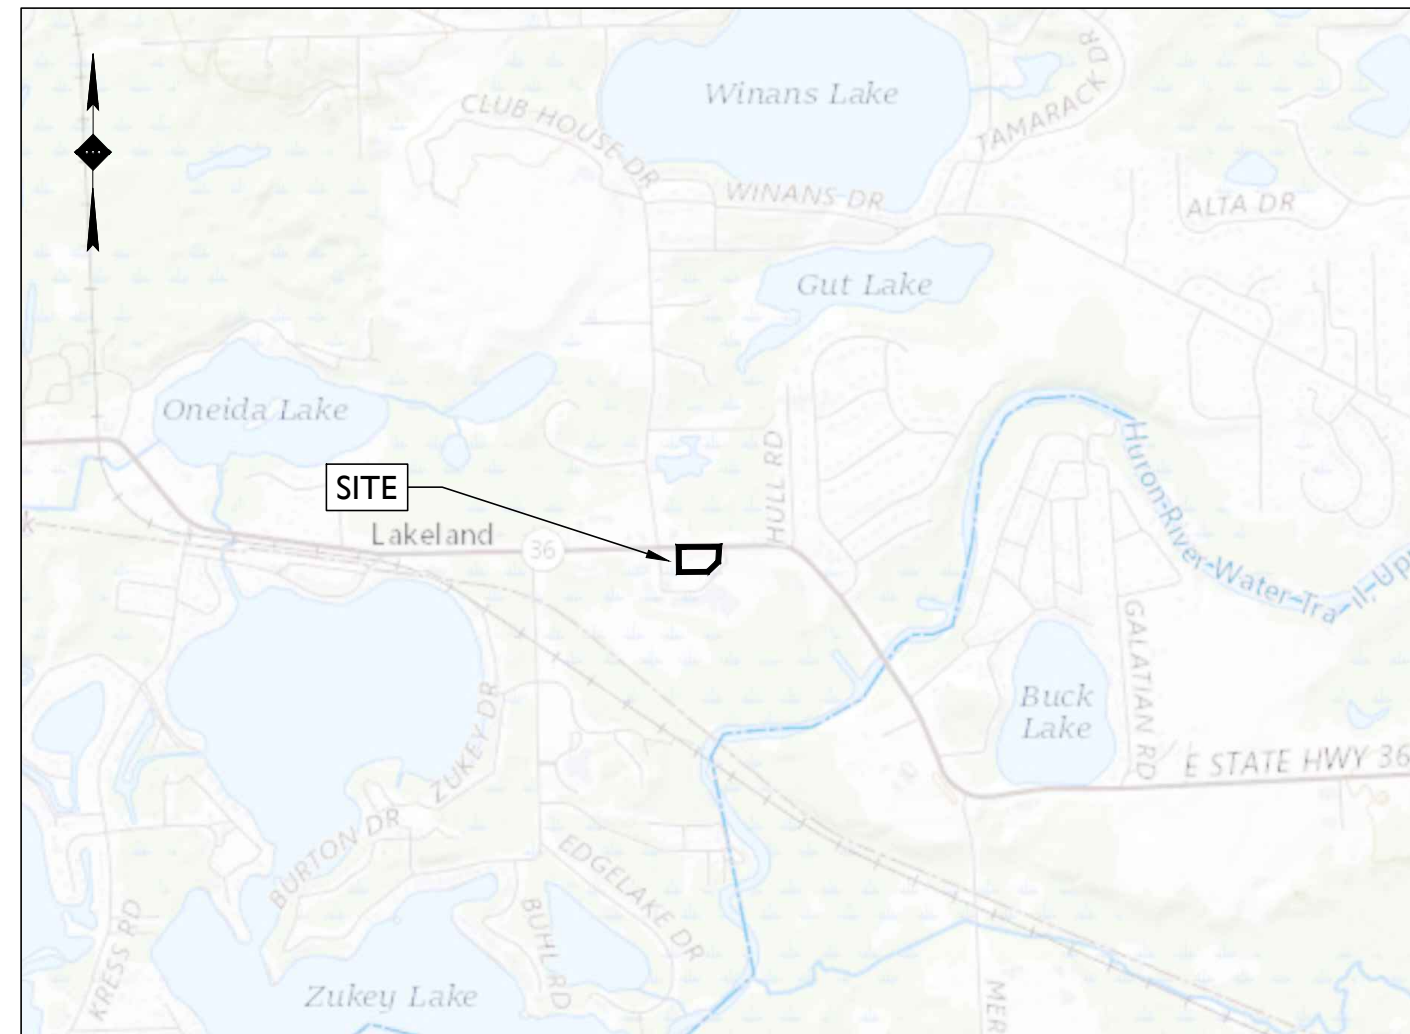 Winans Lake
CLUB HOUSE DR
TAMARACK DR
WINANS DR
ALTA DR
Gut Lake
Oneida Lake
HULL RD
Huron-River-Water-Tra il-Up
SITE
Lakeland
36
GALATIAN RD
Buck
Lake
ZUKEY DR
E STATE HWY 36
BURTON DR
EDGELAKE DR
KRESS RD
BUHL RD
Zukey Lake
MER